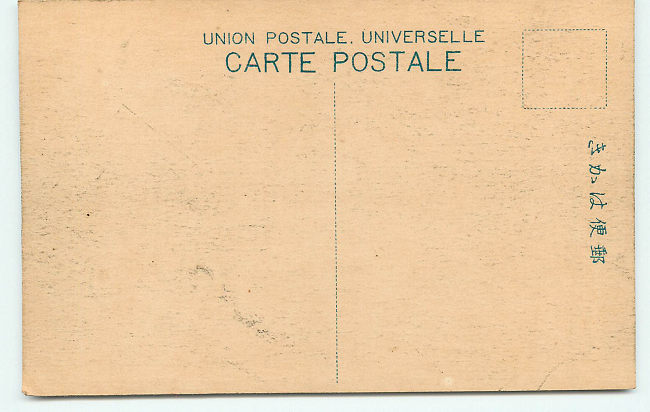 UNION POSTALE. UNIVERSELLE
CARTE POSTALE
郵便はかき